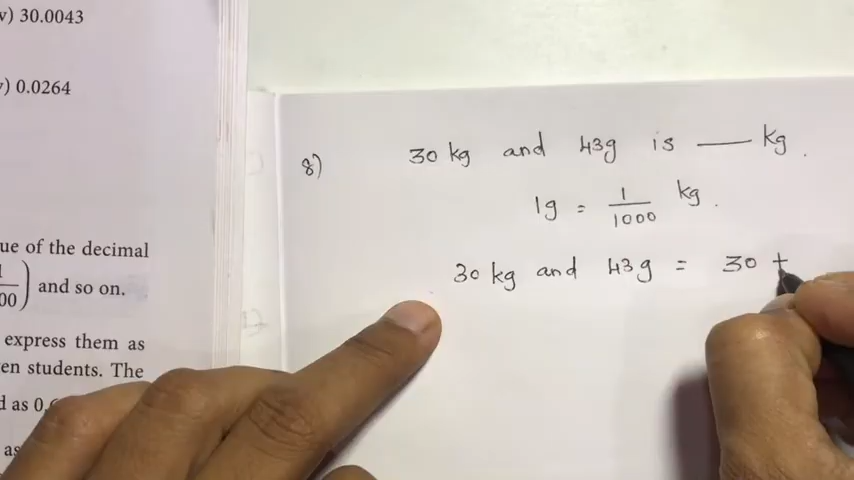 v) 30.0043
) 0.0264
ue of the decimal
00) and so on.
express them as
en students. The
d as 0.
as
8) 30 kg and 43g is — kg.
1g = 1/1000 kg.
30 kg and 43g = 30 +